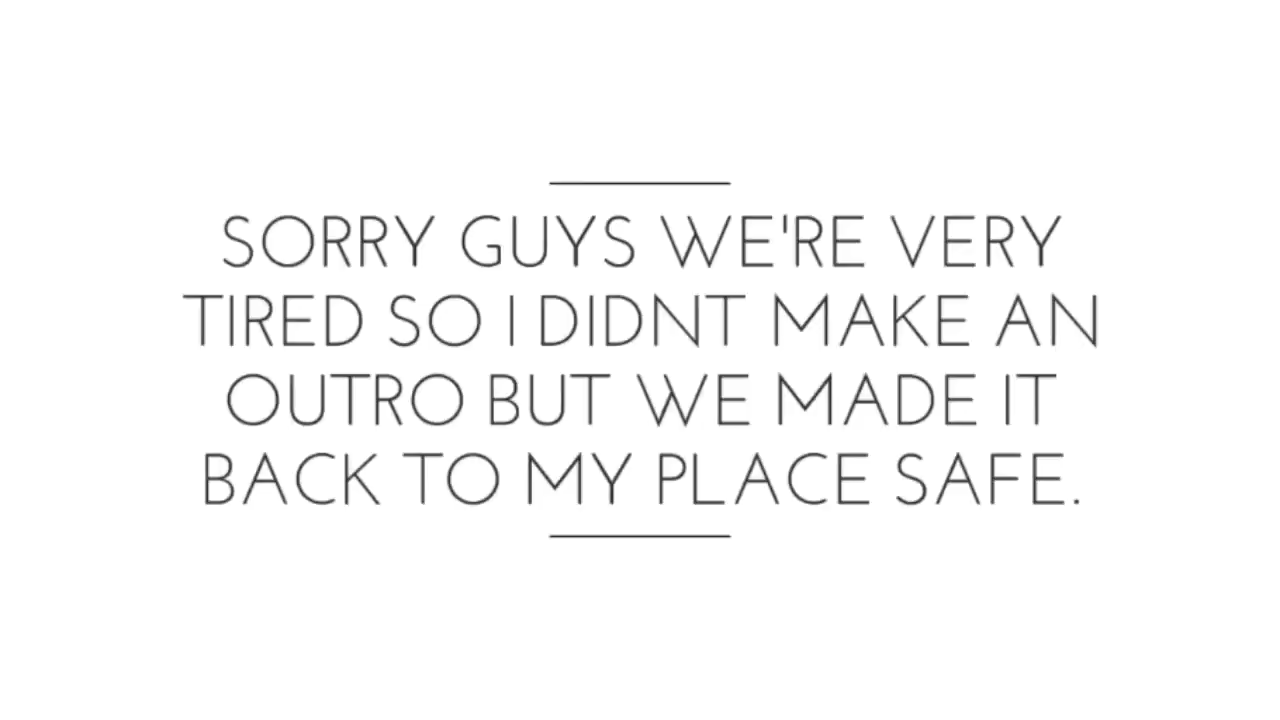 SORRY GUYS WE'RE VERY
TIRED SO I DIDNT MAKE AN
OUTRO BUT WE MADE IT
BACK TO MY PLACE SAFE.